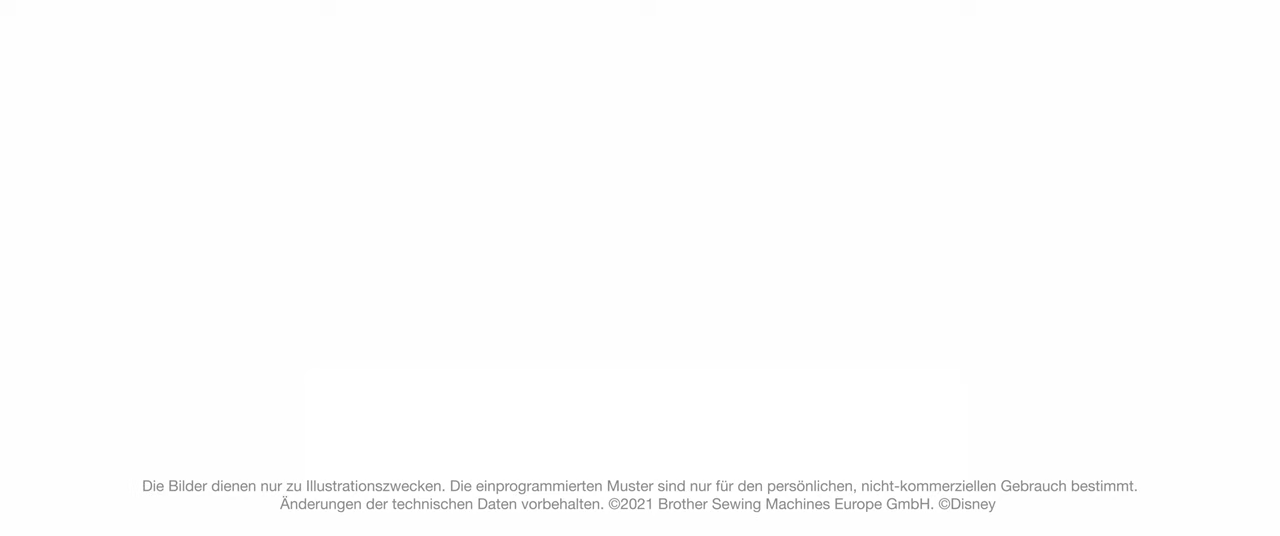 Die Bilder dienen nur zu Illustrationszwecken. Die einprogrammierten Muster sind nur für den persönlichen, nicht-kommerziellen Gebrauch bestimmt.
Änderungen der technischen Daten vorbehalten. ©2021 Brother Sewing Machines Europe GmbH. ©Disney